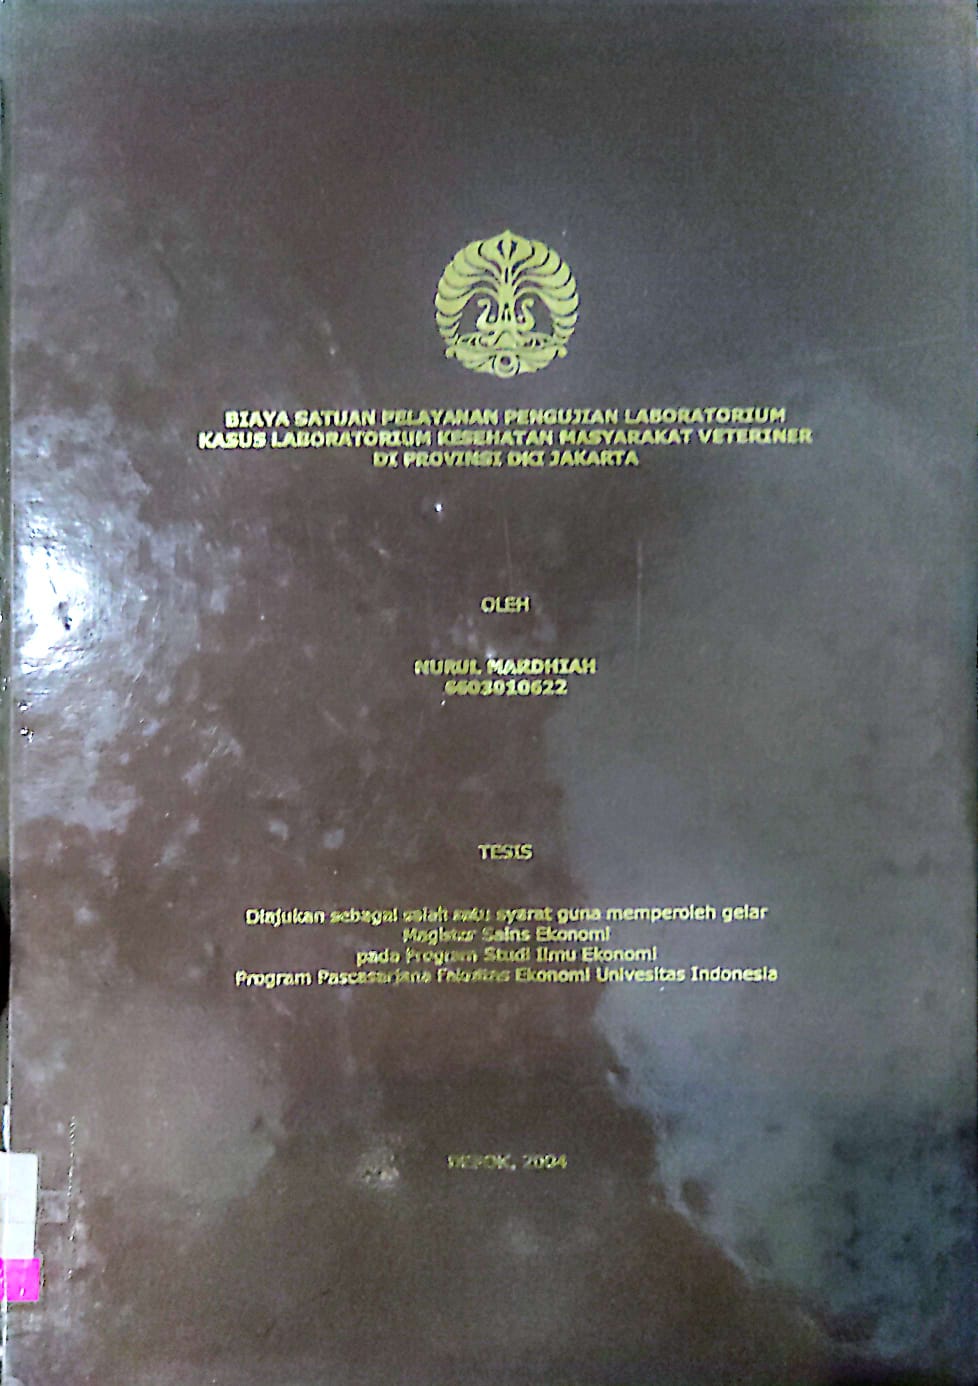 BIAYA SATUAN PELAYANAN PENGUJIAN LABORATORIUM
KASUS LABORATORIUM KESEHATAN MASYARAKAT VETERINER
DI PROVINSI DKI JAKARTA
OLEH
NURUL MARDHIAH
6603010622
TESIS
Diajukan sebagai salah satu syarat guna memperoleh gelar
Magister Sains Ekonomi
pada Program Studi Ilmu Ekonomi
Program Pascasarjana Fakultas Ekonomi Univesitas Indonesia
DEPOK, 2004